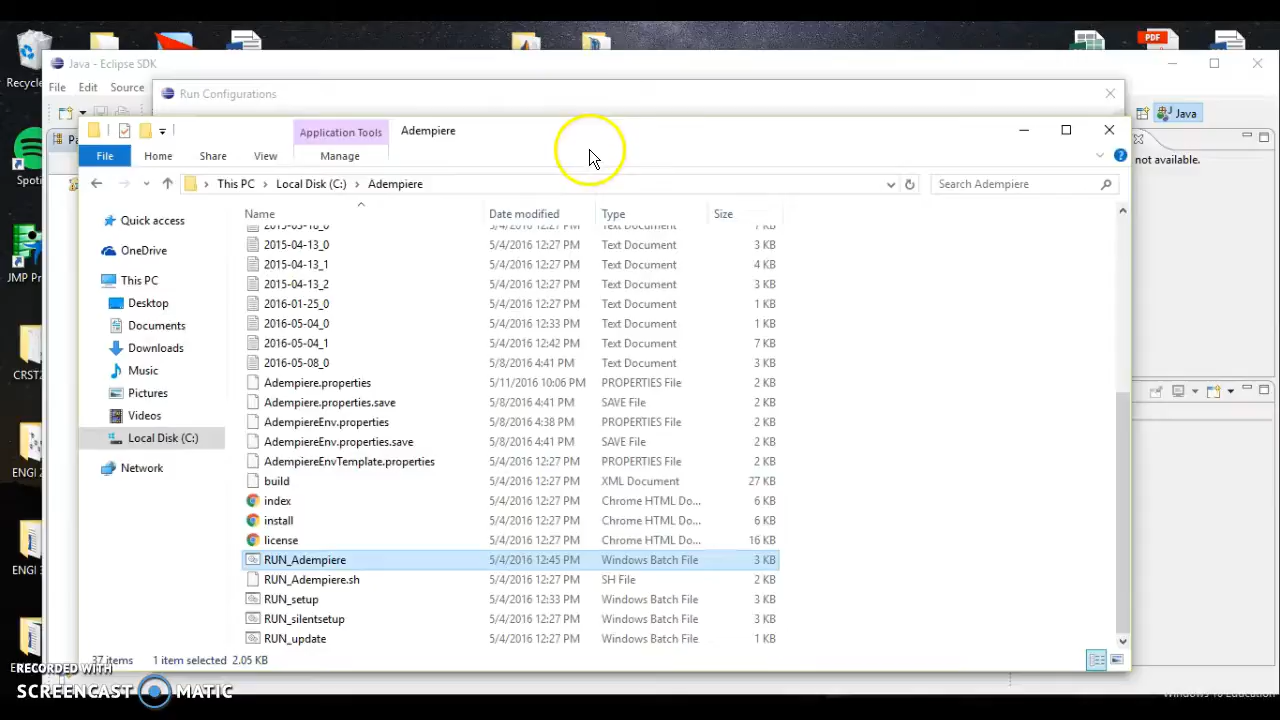 Recycle
Java - Eclipse SDK
File Edit Source
Run Configurations
Java
not available.
Application Tools
Adempiere
File Home Share View Manage
This PC > Local Disk (C:) > Adempiere
Search Adempiere
Name Date modified Type Size
2015-04-13_0 5/4/2016 12:27 PM Text Document 3 KB
2015-04-13_1 5/4/2016 12:27 PM Text Document 4 KB
2015-04-13_2 5/4/2016 12:27 PM Text Document 3 KB
2016-01-25_0 5/4/2016 12:27 PM Text Document 1 KB
2016-05-04_0 5/4/2016 12:33 PM Text Document 1 KB
2016-05-04_1 5/4/2016 12:42 PM Text Document 7 KB
2016-05-08_0 5/8/2016 4:41 PM Text Document 2 KB
Adempiere.properties 5/11/2016 10:06 PM PROPERTIES File 2 KB
Adempiere.properties.save 5/8/2016 4:41 PM SAVE File 2 KB
AdempiereEnv.properties 5/8/2016 4:38 PM PROPERTIES File 2 KB
AdempiereEnv.properties.save 5/8/2016 4:41 PM SAVE File 2 KB
AdempiereEnvTemplate.properties 5/4/2016 12:27 PM PROPERTIES File 2 KB
build 5/4/2016 12:27 PM XML Document 27 KB
index 5/4/2016 12:27 PM Chrome HTML Do... 6 KB
install 5/4/2016 12:27 PM Chrome HTML Do... 6 KB
license 5/4/2016 12:27 PM Chrome HTML Do... 16 KB
RUN_Adempiere 5/4/2016 12:45 PM Windows Batch File 3 KB
RUN_Adempiere.sh 5/4/2016 12:27 PM SH File 2 KB
RUN_setup 5/4/2016 12:33 PM Windows Batch File 3 KB
RUN_silentsetup 5/4/2016 12:27 PM Windows Batch File 3 KB
RUN_update 5/4/2016 12:27 PM Windows Batch File 1 KB
Quick access
OneDrive
This PC
Desktop
Documents
Downloads
Music
Pictures
Videos
Local Disk (C:)
Network
37 items 1 item selected 2.05 KB
Spoti
JMP Pr
CRST2
ENGI
ENGI 3
RECORDED WITH
SCREENCAST MATIC
Windows 10 Education